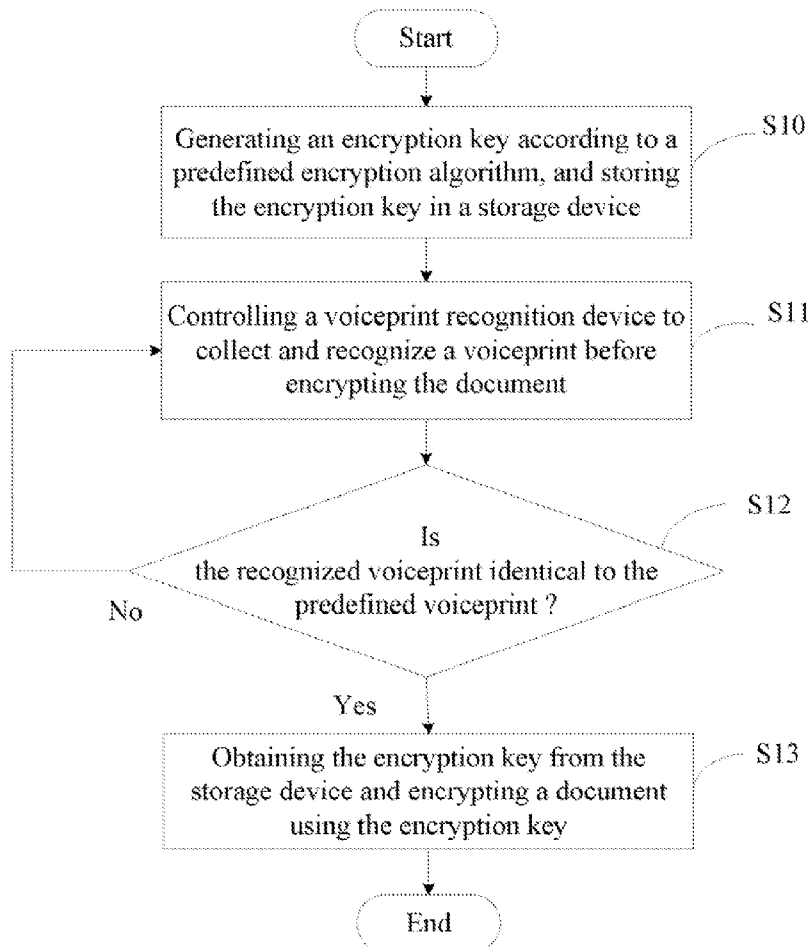 Start
Generating an encryption key according to a
predefined encryption algorithm, and storing
the encryption key in a storage device
S10
Controlling a voiceprint recognition device to
collect and recognize a voiceprint before
encrypting the document
S11
Is
the recognized voiceprint identical to the
predefined voiceprint ?
S12
No
Yes
Obtaining the encryption key from the
storage device and encrypting a document
using the encryption key
S13
End